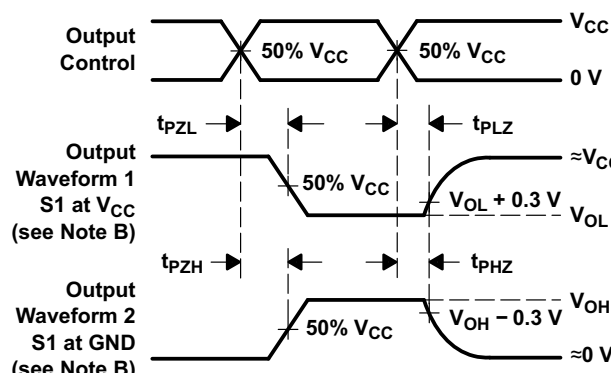 Output Control
50% VCC
50% VCC
VCC
0 V
tPZL
tPLZ
Output Waveform 1 S1 at VCC (see Note B)
50% VCC
≈VC
VOL + 0.3 V
VOL
tPZH
tPHZ
Output Waveform 2 S1 at GND (see Note B)
50% VCC
VOH
VOH − 0.3 V
≈0 V